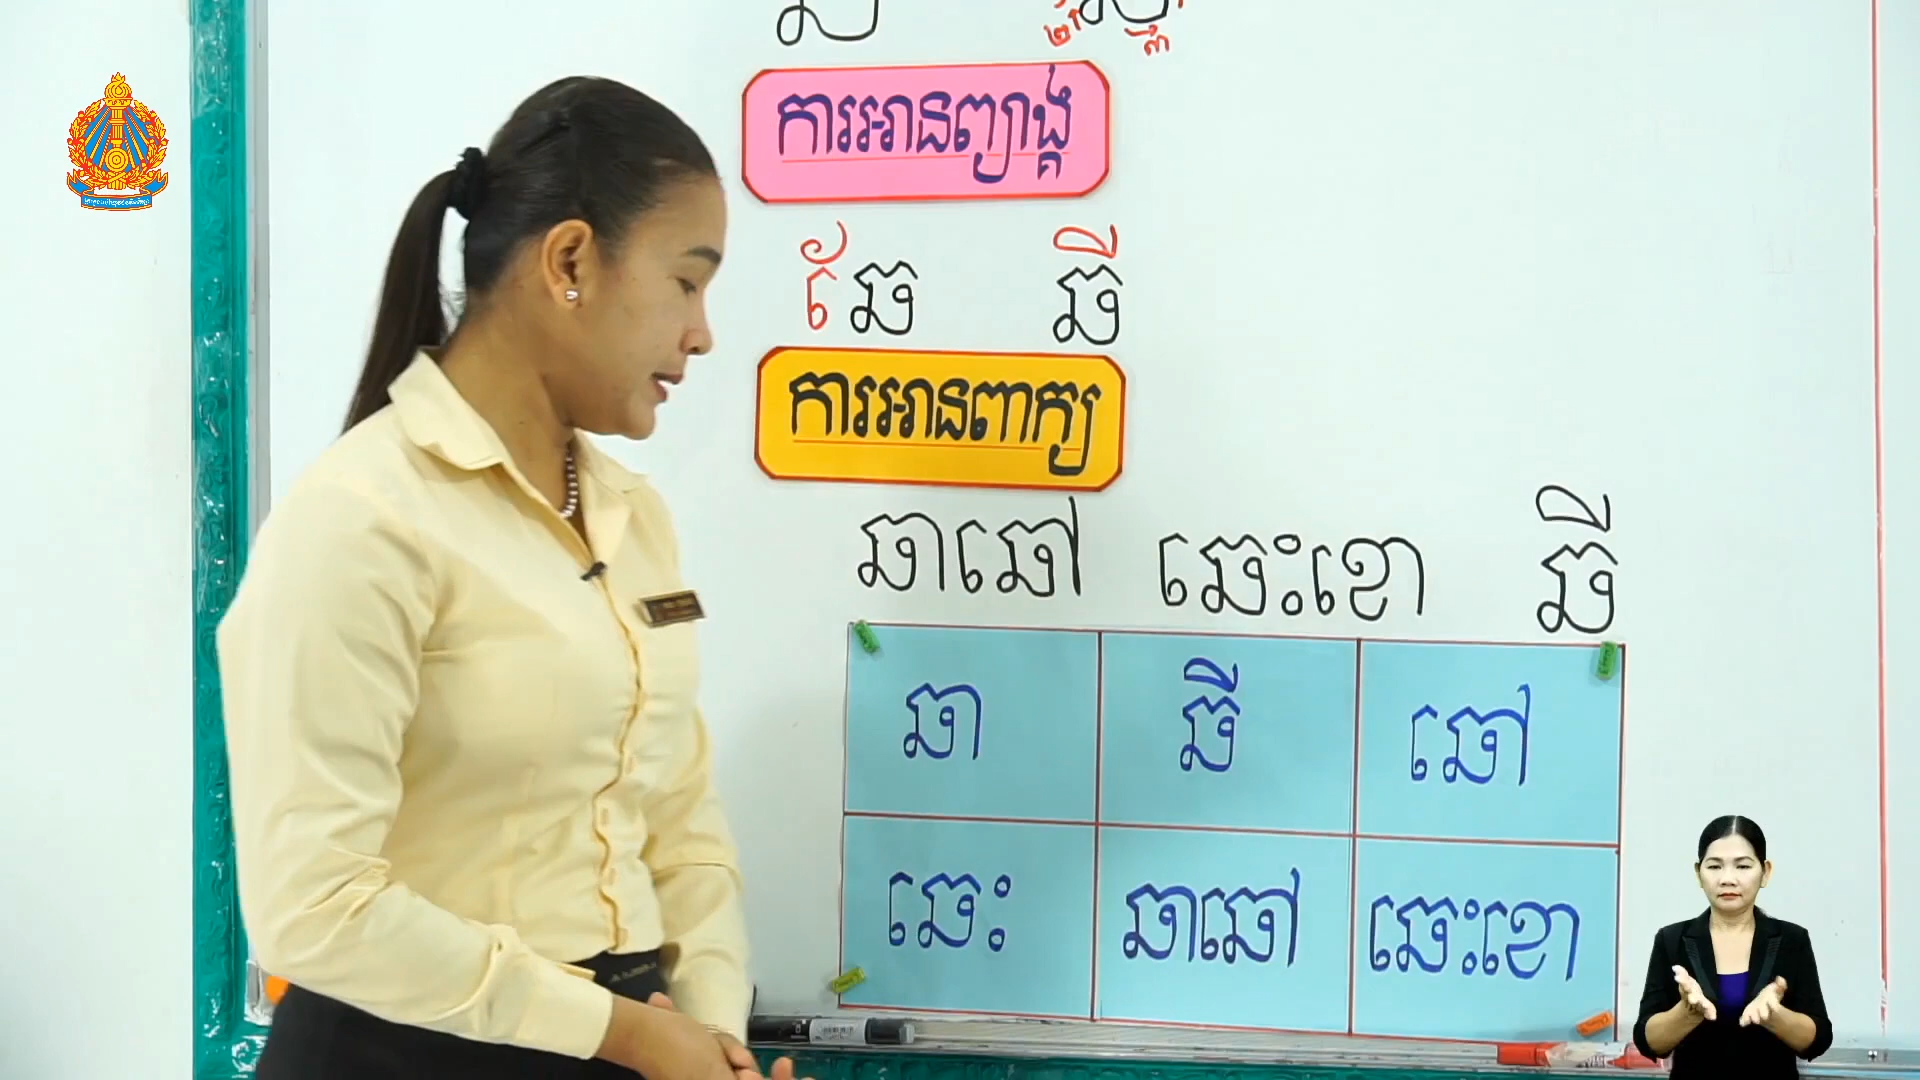 ឆ
ការអានព្យាង្គ
ឆៃ ឆី
ការអានពាក្យ
ឆាឆៅ ឆេះខោ ឆី
ឆា ឆី ឆៅ
ឆេះ ឆាឆៅ ឆេះខោ